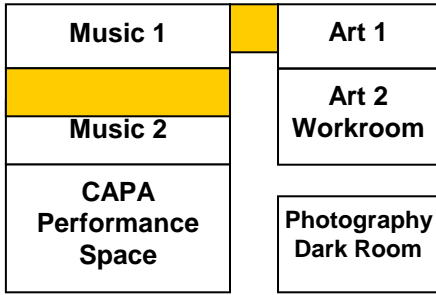 Music 1
Music 2
CAPA
Performance
Space
Art 1
Art 2
Workroom
Photography
Dark Room